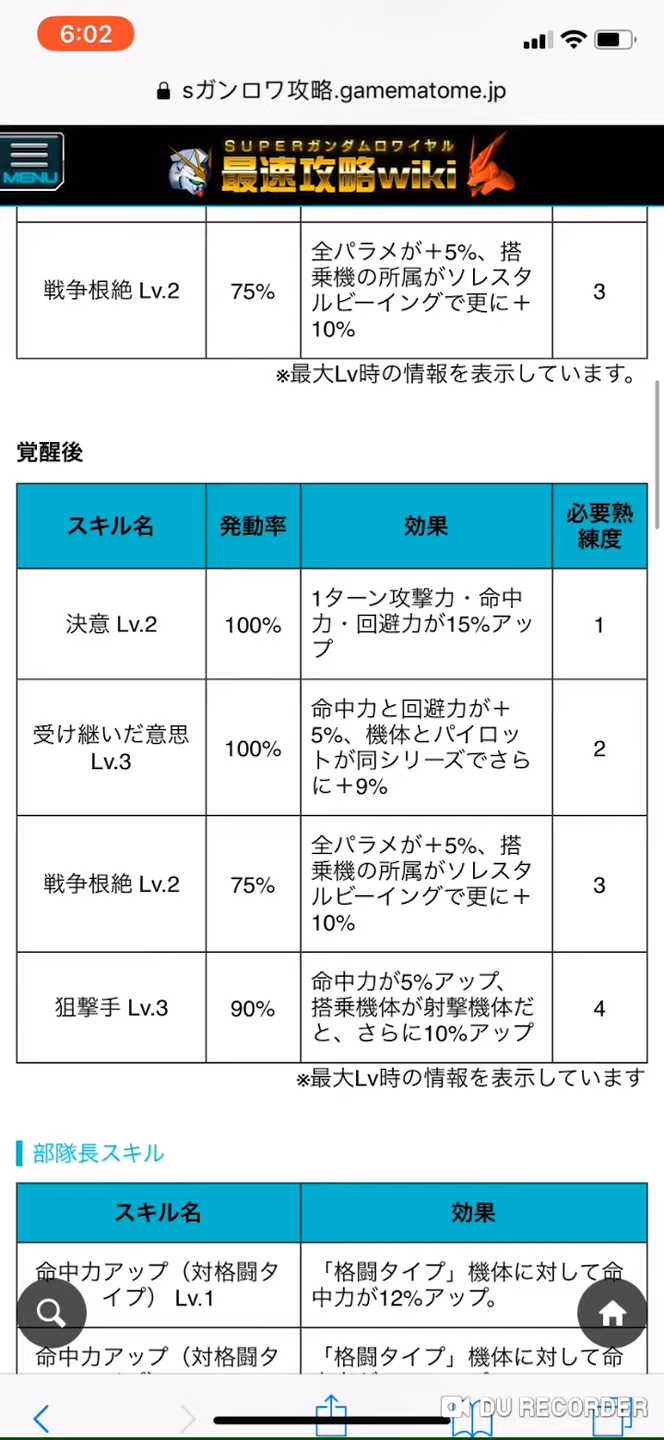 6:02
sガンロワ攻略.gamematome.jp
MENU
SUPERガンダムロワイヤル
最速攻略wiki
戦争根絶 Lv.2
75%
全パラメが＋5%、搭
乗機の所属がソレスタ
ルビーイングで更に＋
10%
3
※最大Lv時の情報を表示しています。
覚醒後
スキル名
発動率
効果
必要熟
練度
決意 Lv.2
100%
1ターン攻撃力・命中
力・回避力が15%アッ
プ
1
受け継いだ意思
Lv.3
100%
命中力と回避力が＋
5%、機体とパイロッ
トが同シリーズでさら
に＋9%
2
戦争根絶 Lv.2
75%
全パラメが＋5%、搭
乗機の所属がソレスタ
ルビーイングで更に＋
10%
3
狙撃手 Lv.3
90%
命中力が5%アップ、
搭乗機体が射撃機体だ
と、さらに10%アップ
4
※最大Lv時の情報を表示しています
部隊長スキル
スキル名
効果
命中力アップ（対格闘タ
イプ） Lv.1
「格闘タイプ」機体に対して命
中力が12%アップ。
命中力アップ（対格闘タ
「格闘タイプ」機体に対して命
DU RECORDER